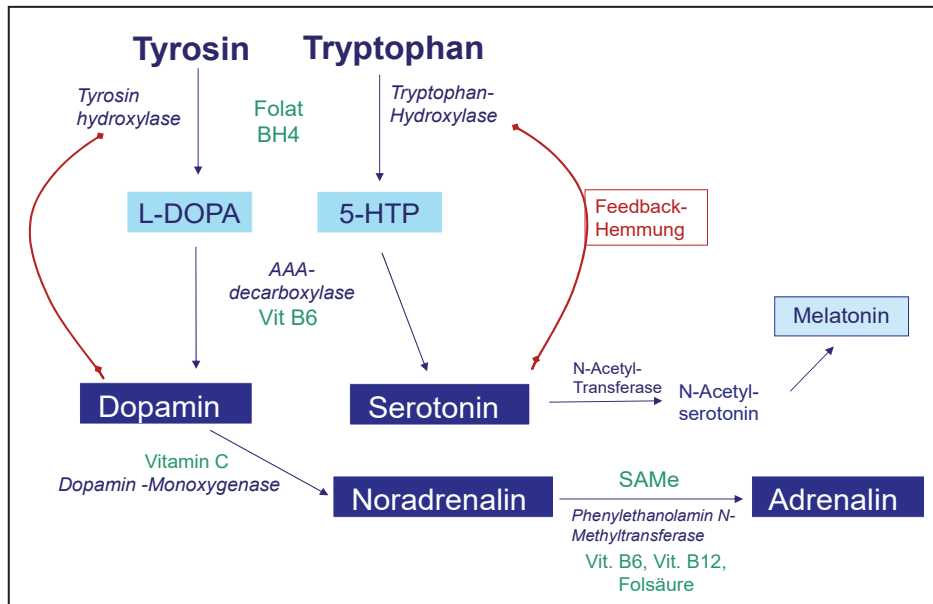 Tyrosin
Tryptophan
Tyrosin
hydroxylase
Folat
BH4
Tryptophan-
Hydroxylase
L-DOPA
5-HTP
Feedback-
Hemmung
AAA-
decarboxylase
Vit B6
Melatonin
Dopamin
Serotonin
N-Acetyl-
Transferase
N-Acetyl-
serotonin
Vitamin C
Dopamin -Monoxygenase
Noradrenalin
SAMe
Adrenalin
Phenylethanolamin N-
Methyltransferase
Vit. B6, Vit. B12,
Folsäure